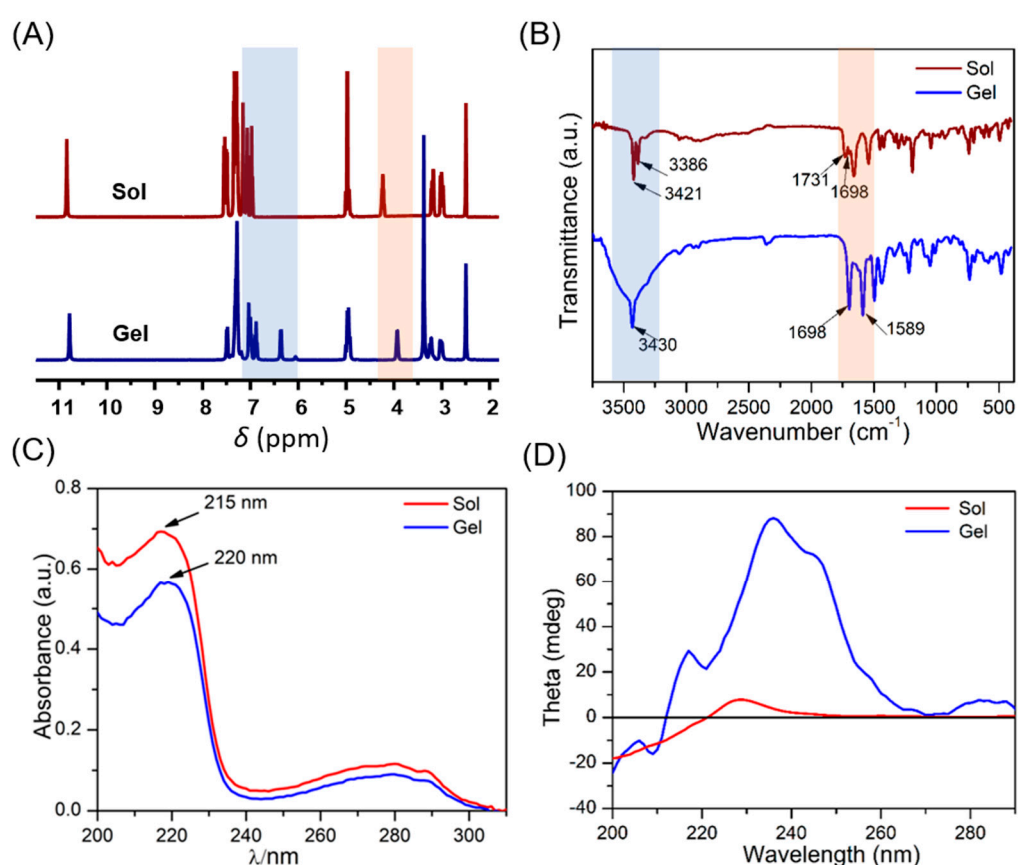 (A)
Sol
Gel
11 10 9 8 7 6 5 4 3 2
δ (ppm)
(B)
Sol
Gel
3386
3421
1731
1698
3430
1698
1589
Transmittance (a.u.)
3500 3000 2500 2000 1500 1000 500
Wavenumber (cm⁻¹)
(C)
Sol
Gel
215 nm
220 nm
Absorbance (a.u.)
0.8
0.6
0.4
0.2
0.0
200 220 240 260 280 300
λ/nm
(D)
Sol
Gel
Theta (mdeg)
100
80
60
40
20
0
-20
-40
200 220 240 260 280
Wavelength (nm)